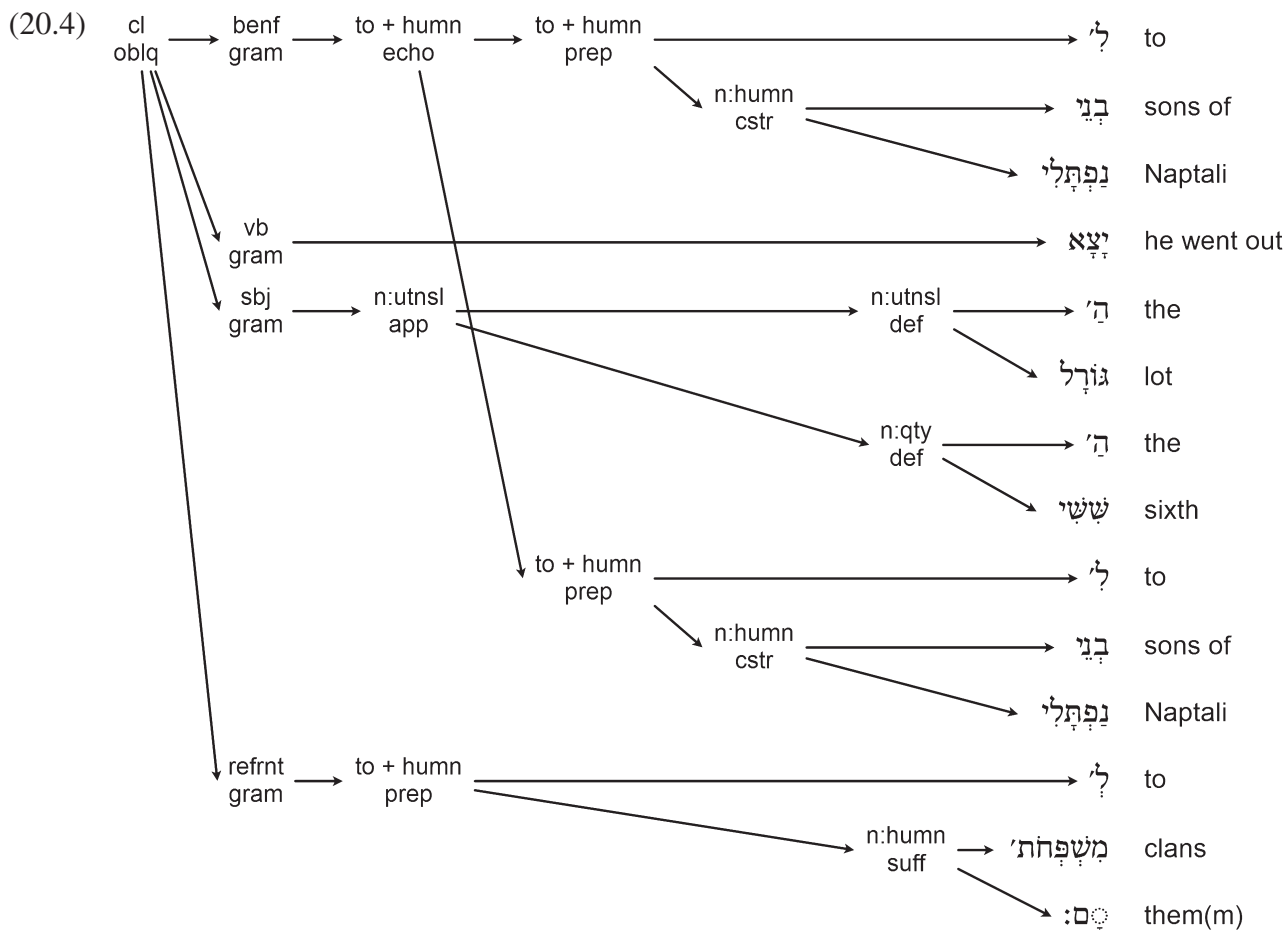 (20.4) cl benf to + humn to + humn לִ׳ to
oblq gram echo prep
n:humn בְנֵי sons of
cstr
נַפְתָּלִי Naptali
vb יָצָא he went out
gram
sbj n:utnsl n:utnsl הַ׳ the
gram app def
גּוֹרָל lot
n:qty הַ׳ the
def
שִּׁשִּׁי sixth
to + humn לִ׳ to
prep
n:humn בְנֵי sons of
cstr
נַפְתָּלִי Naptali
refrnt to + humn לְ׳ to
gram prep
n:humn מִשְׁפְּחֹת׳ clans
suff
◌ָם׃ them(m)